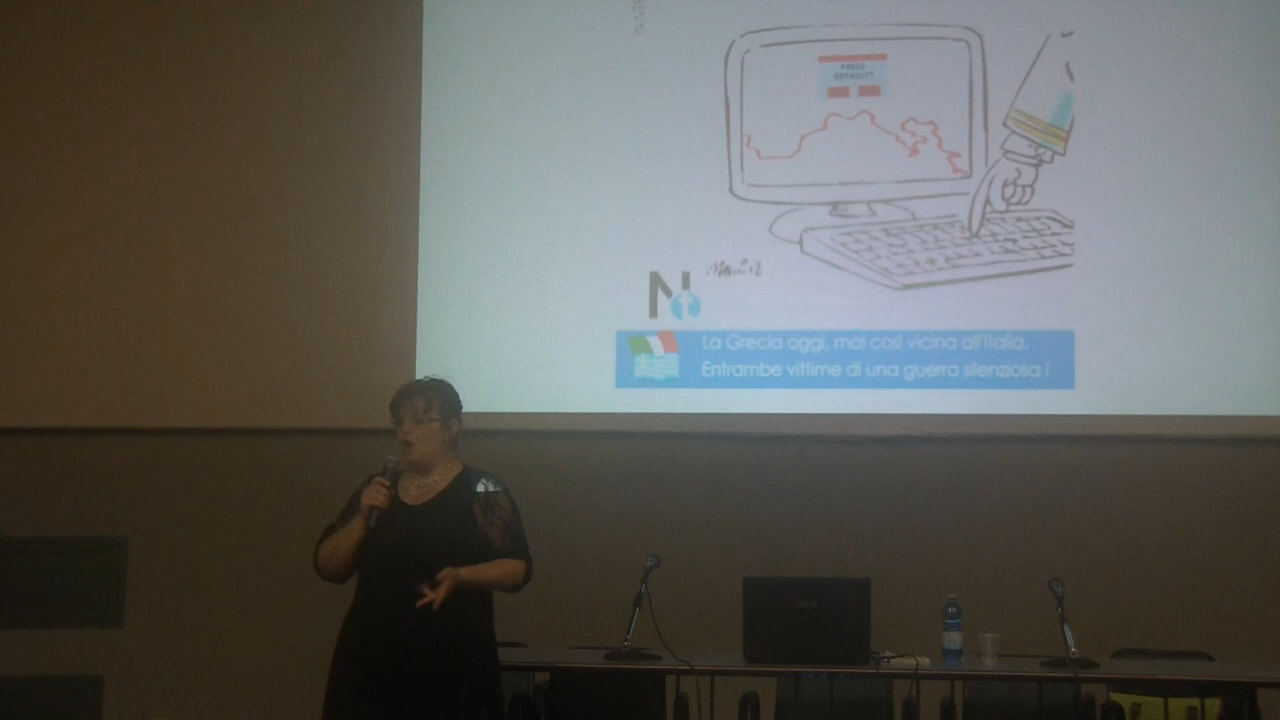 PRESS
DEFAULT?
N
La Grecia oggi, mai così vicina all'Italia.
Entrambe vittime di una guerra silenziosa !